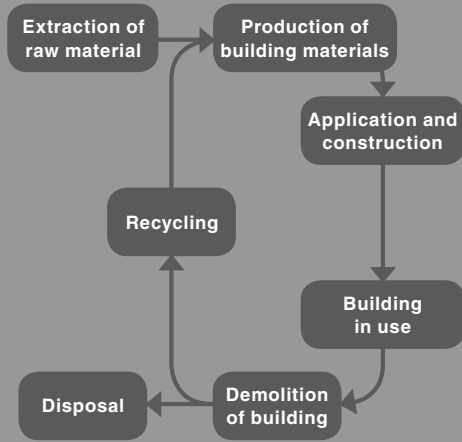 Extraction of
raw material
Production of
building materials
Application and
construction
Recycling
Building
in use
Disposal
Demolition
of building